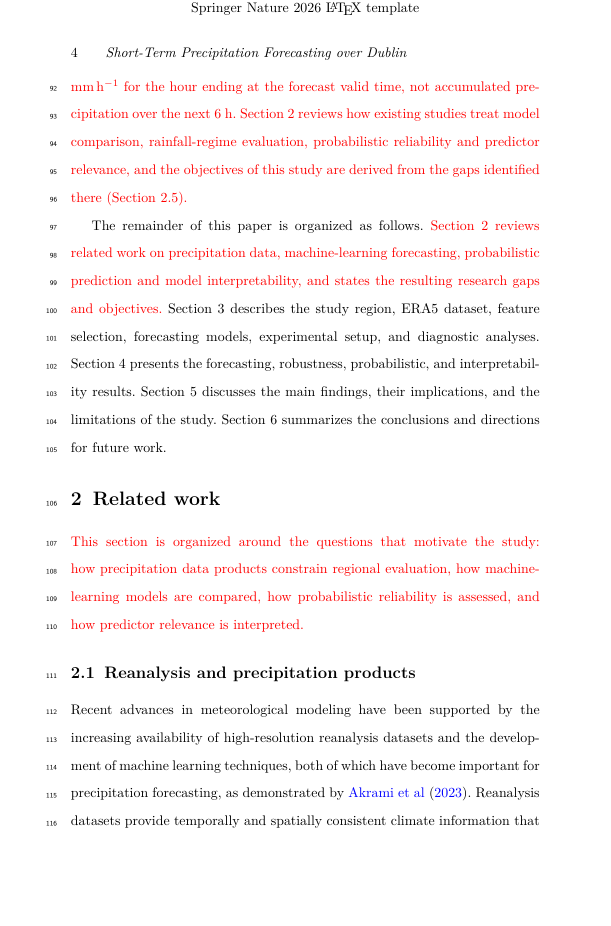 Springer Nature 2026 LATEX template
4 Short-Term Precipitation Forecasting over Dublin
92 mm h−1 for the hour ending at the forecast valid time, not accumulated pre-
93 cipitation over the next 6 h. Section 2 reviews how existing studies treat model
94 comparison, rainfall-regime evaluation, probabilistic reliability and predictor
95 relevance, and the objectives of this study are derived from the gaps identified
96 there (Section 2.5).
97 The remainder of this paper is organized as follows. Section 2 reviews
98 related work on precipitation data, machine-learning forecasting, probabilistic
99 prediction and model interpretability, and states the resulting research gaps
100 and objectives. Section 3 describes the study region, ERA5 dataset, feature
101 selection, forecasting models, experimental setup, and diagnostic analyses.
102 Section 4 presents the forecasting, robustness, probabilistic, and interpretabil-
103 ity results. Section 5 discusses the main findings, their implications, and the
104 limitations of the study. Section 6 summarizes the conclusions and directions
105 for future work.
106 2 Related work
107 This section is organized around the questions that motivate the study:
108 how precipitation data products constrain regional evaluation, how machine-
109 learning models are compared, how probabilistic reliability is assessed, and
110 how predictor relevance is interpreted.
111 2.1 Reanalysis and precipitation products
112 Recent advances in meteorological modeling have been supported by the
113 increasing availability of high-resolution reanalysis datasets and the develop-
114 ment of machine learning techniques, both of which have become important for
115 precipitation forecasting, as demonstrated by Akrami et al (2023). Reanalysis
116 datasets provide temporally and spatially consistent climate information that